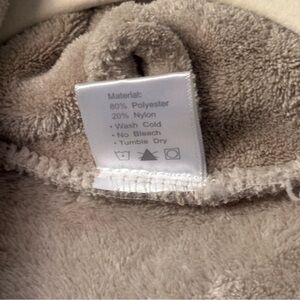 Material:
80% Polyester
20% Nylon
• Wash Cold
• No Bleach
• Tumble Dry